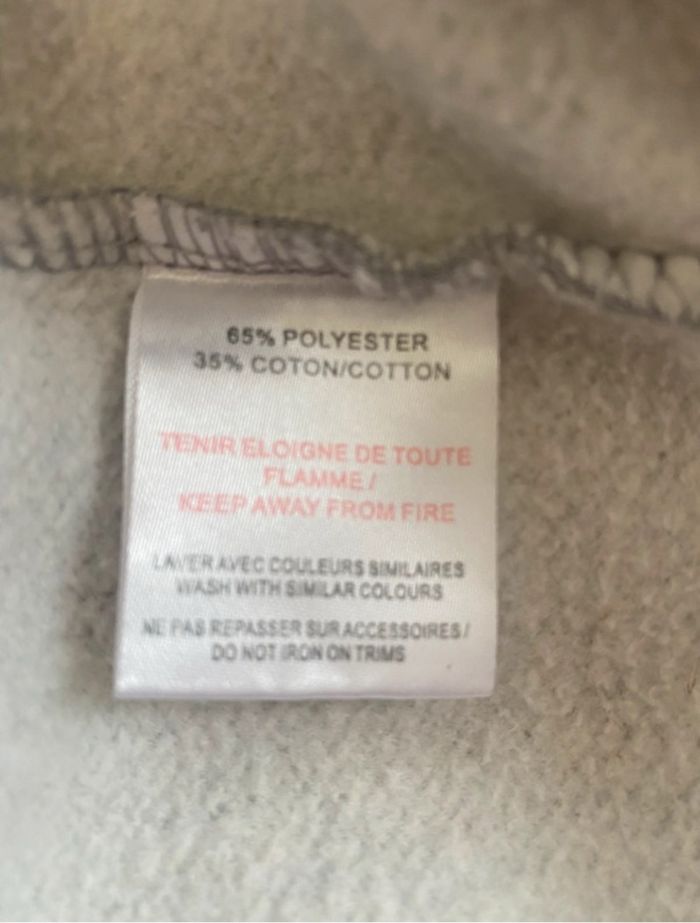 65% POLYESTER
35% COTON/COTTON
TENIR ELOIGNE DE TOUTE
FLAMME /
KEEP AWAY FROM FIRE
LAVER AVEC COULEURS SIMILAIRES
WASH WITH SIMILAR COLOURS
NE PAS REPASSER SUR ACCESSOIRES /
DO NOT IRON ON TRIMS